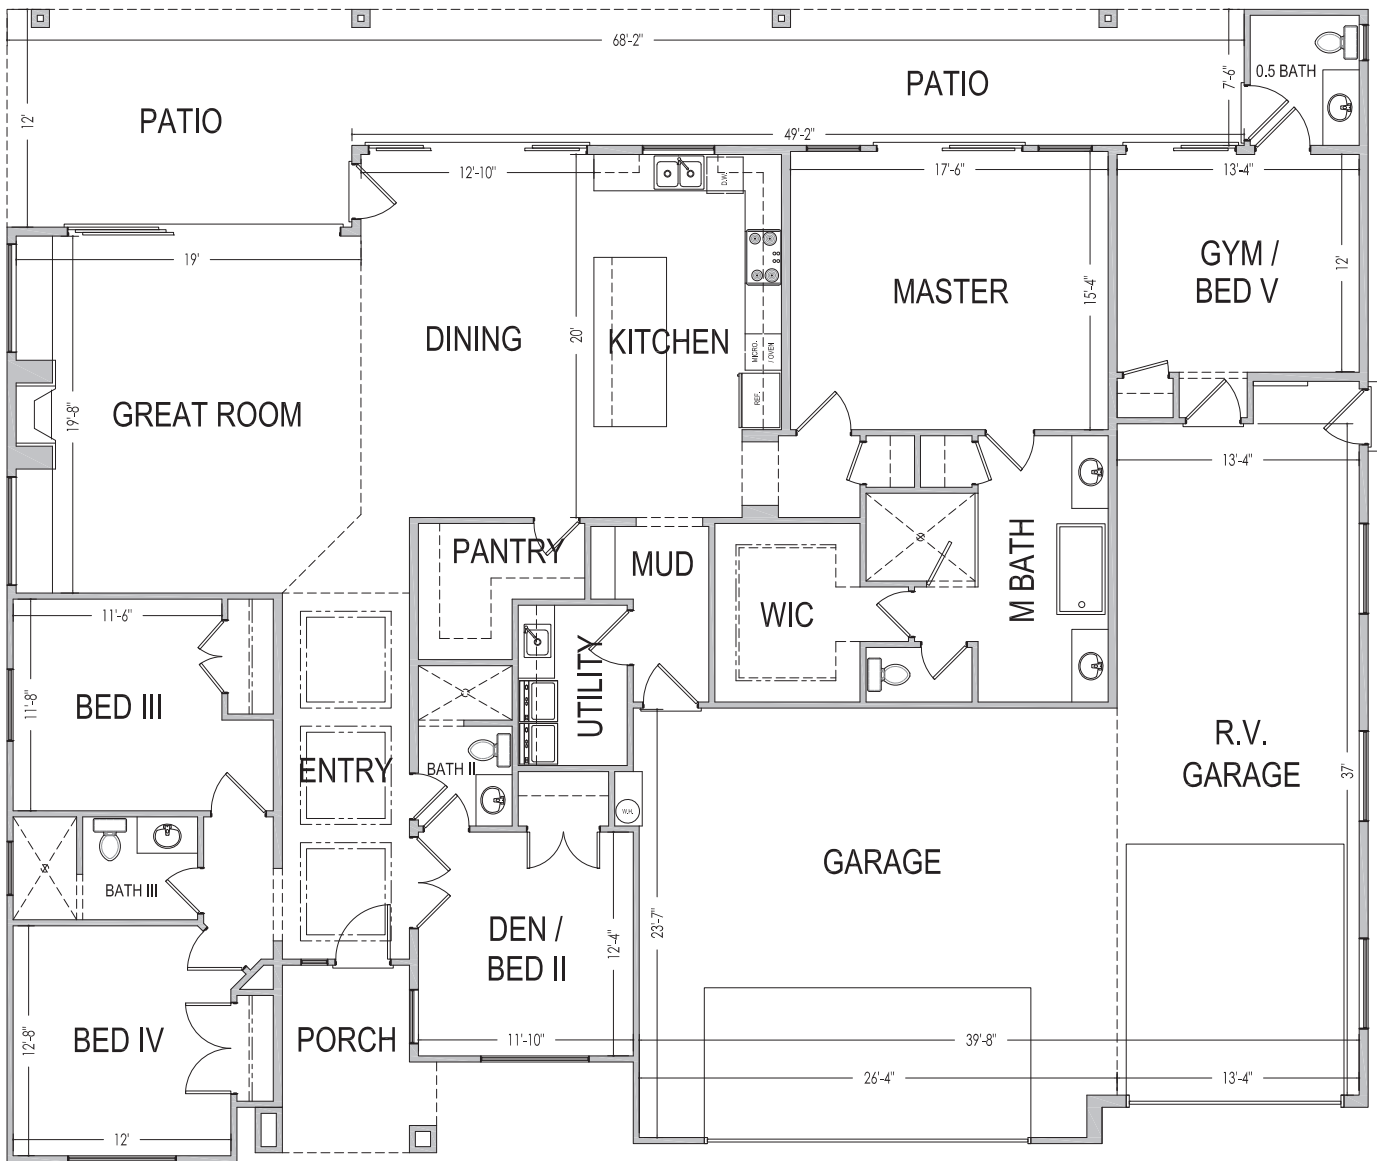 68'-2"
0.5 BATH
7'-6"
PATIO
12'
PATIO
49'-2"
12'-10"
D.W.
17'-6"
13'-4"
19'
GYM /
BED V
12'
MASTER
15'-4"
DINING
20'
KITCHEN
MICRO.
/ OVEN
REF.
GREAT ROOM
19'-8"
13'-4"
PANTRY
MUD
M BATH
WIC
11'-6"
UTILITY
BED III
11'-8"
R.V.
GARAGE
37'
ENTRY
BATH II
W.H.
GARAGE
BATH III
DEN /
BED II
12'-4"
23'-7"
BED IV
12'-8"
PORCH
11'-10"
39'-8"
26'-4"
13'-4"
12'